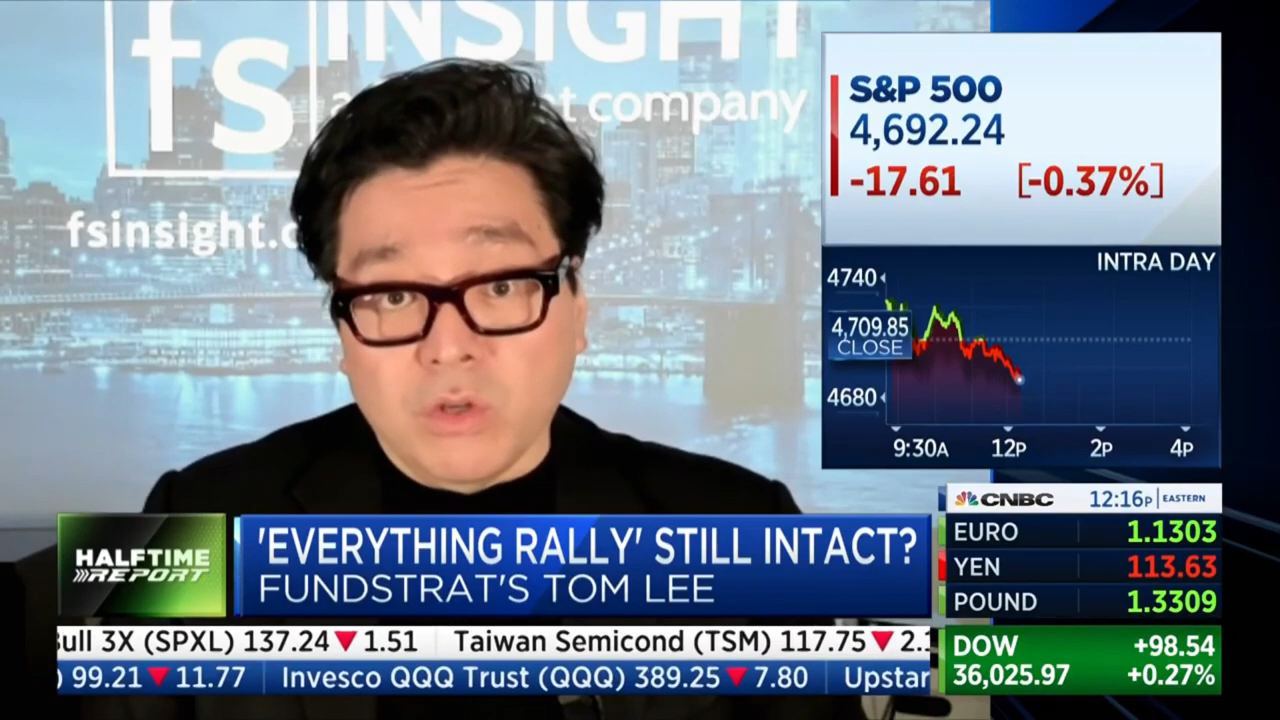 fs
INSIGHT
company
fsinsight.
S&P 500
4,692.24
-17.61 [-0.37%]
INTRA DAY
4740
4,709.85
CLOSE
4680
9:30A 12P 2P 4P
CNBC 12:16P EASTERN
EURO 1.1303
YEN 113.63
POUND 1.3309
DOW +98.54
36,025.97 +0.27%
HALFTIME
REPORT
'EVERYTHING RALLY' STILL INTACT?
FUNDSTRAT'S TOM LEE
3X (SPXL) 137.24▼1.51 Taiwan Semicond (TSM) 117.75▼2.
) 99.21▼11.77 Invesco QQQ Trust (QQQ) 389.25▼7.80 Upstar